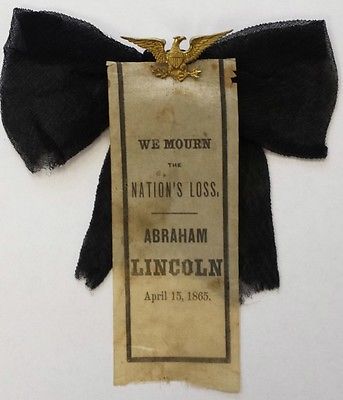 WE MOURN
THE
NATION'S LOSS.
ABRAHAM
LINCOLN
April 15, 1865.